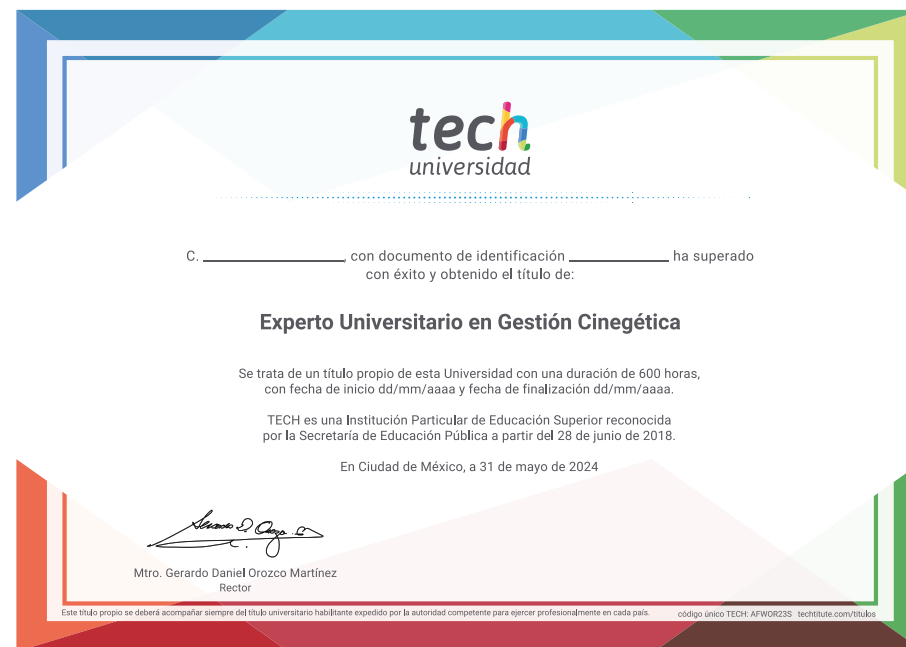 tech
universidad
C. ____________, con documento de identificación ____________ ha superado
con éxito y obtenido el título de:
Experto Universitario en Gestión Cinegética
Se trata de un título propio de esta Universidad con una duración de 600 horas,
con fecha de inicio dd/mm/aaaa y fecha de finalización dd/mm/aaaa.
TECH es una Institución Particular de Educación Superior reconocida
por la Secretaría de Educación Pública a partir del 28 de junio de 2018.
En Ciudad de México, a 31 de mayo de 2024
Mtro. Gerardo Daniel Orozco Martínez
Rector
Este título propio se deberá acompañar siempre del título universitario habilitante expedido por la autoridad competente para ejercer profesionalmente en cada país.
código único TECH: AFWOR23S techtitute.com/titulos